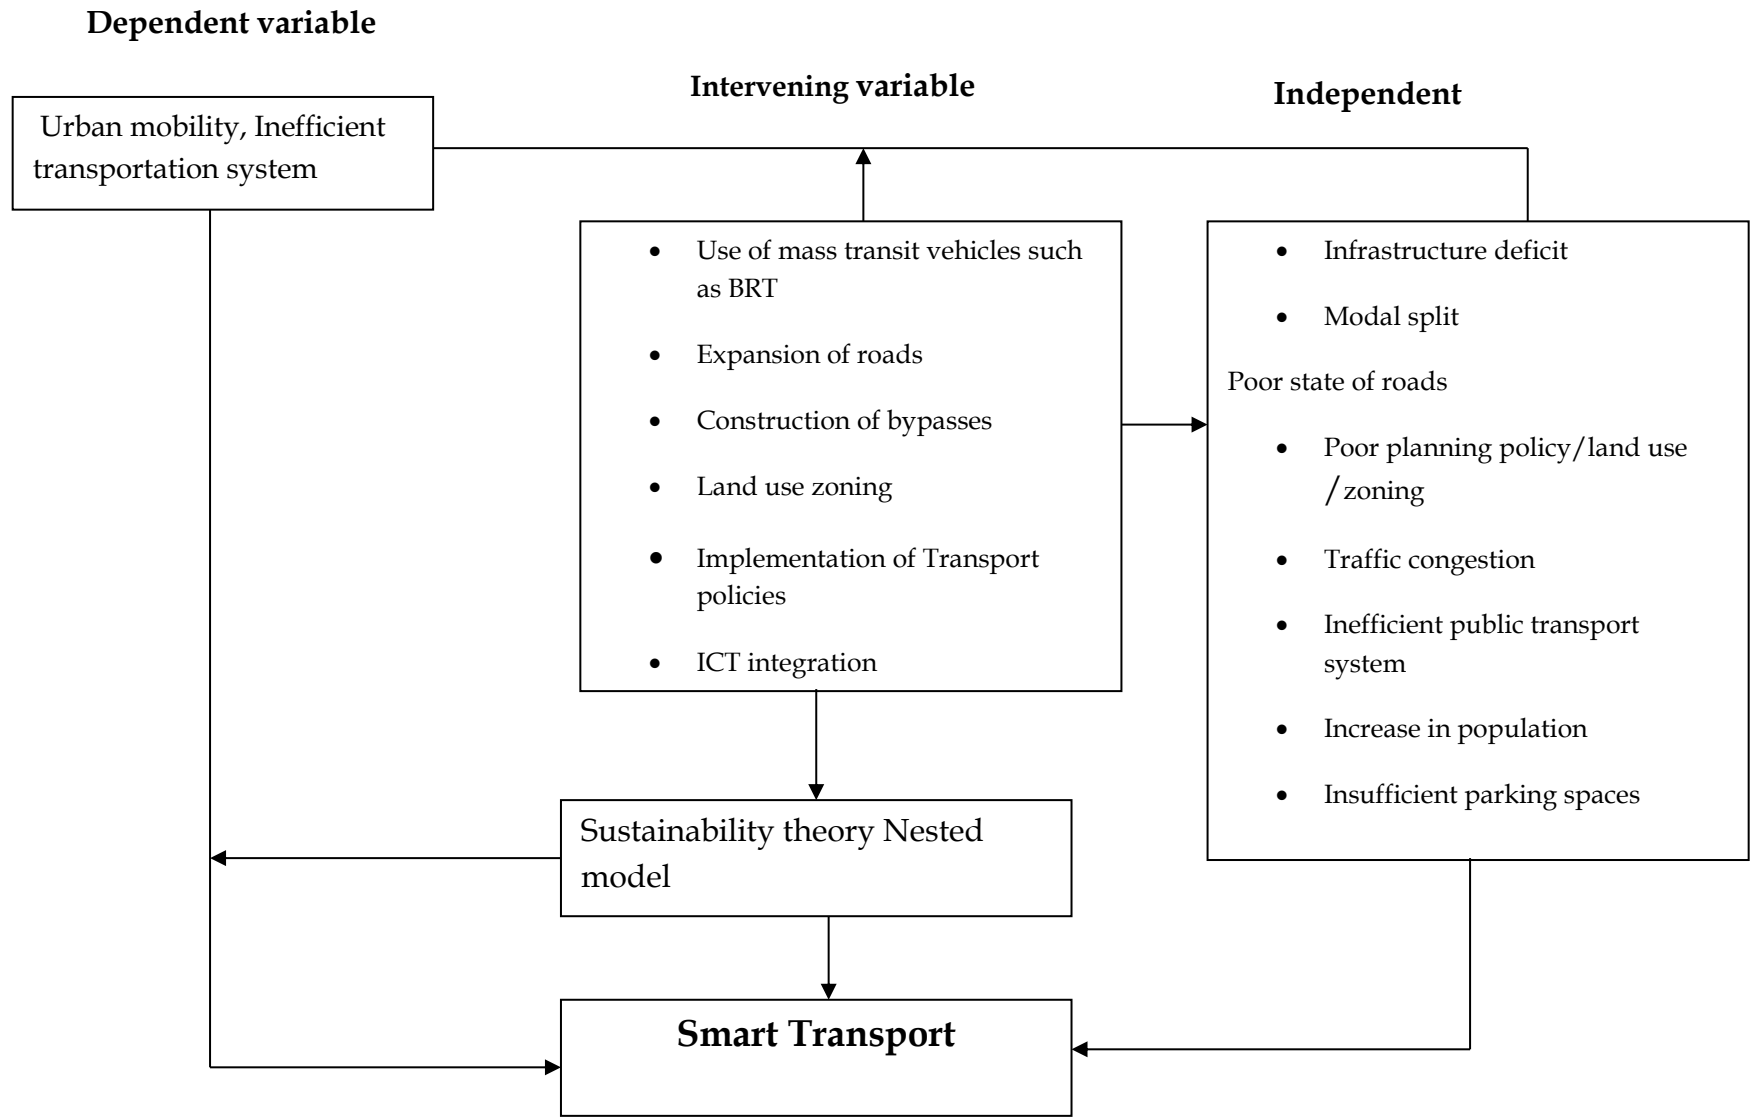 Dependent variable
Intervening variable
Independent
Urban mobility, Inefficient
transportation system
• Use of mass transit vehicles such
as BRT
• Expansion of roads
• Construction of bypasses
• Land use zoning
• Implementation of Transport
policies
• ICT integration
• Infrastructure deficit
• Modal split
Poor state of roads
• Poor planning policy/land use
/zoning
• Traffic congestion
• Inefficient public transport
system
• Increase in population
• Insufficient parking spaces
Sustainability theory Nested
model
Smart Transport